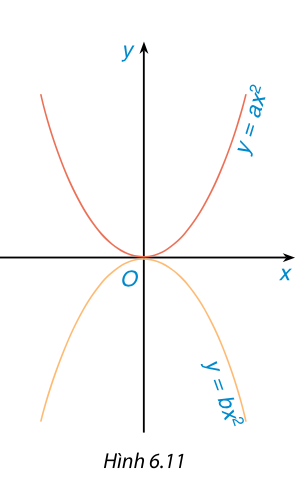 y
y = ax²
x
O
y = bx²
Hình 6.11